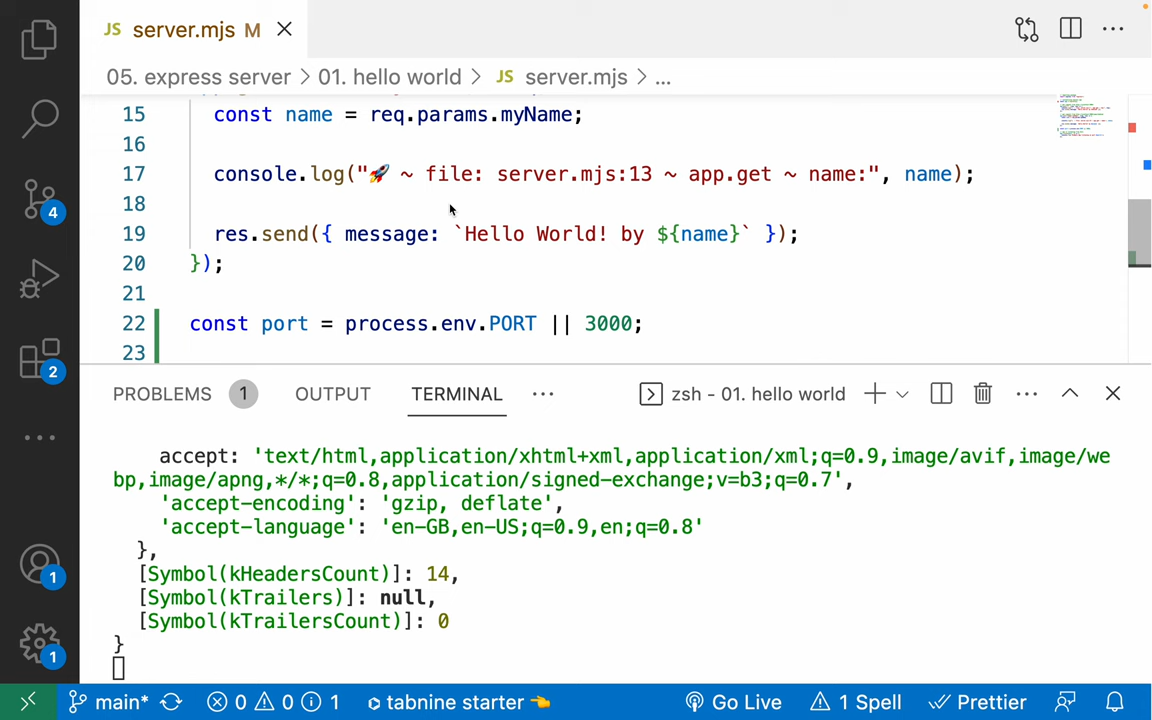 JS server.mjs M
05. express server > 01. hello world > JS server.mjs > ...
15 const name = req.params.myName;
16
17 console.log("🚀 ~ file: server.mjs:13 ~ app.get ~ name:", name);
18
19 res.send({ message: `Hello World! by ${name}` });
20 });
21
22 const port = process.env.PORT || 3000;
23
4
2
1
1
PROBLEMS 1 OUTPUT TERMINAL ... zsh - 01. hello world
accept: 'text/html,application/xhtml+xml,application/xml;q=0.9,image/avif,image/we
bp,image/apng,*/*;q=0.8,application/signed-exchange;v=b3;q=0.7',
'accept-encoding': 'gzip, deflate',
'accept-language': 'en-GB,en-US;q=0.9,en;q=0.8'
},
[Symbol(kHeadersCount)]: 14,
[Symbol(kTrailers)]: null,
[Symbol(kTrailersCount)]: 0
}
main* 0 0 1 tabnine starter 👈 Go Live 1 Spell Prettier